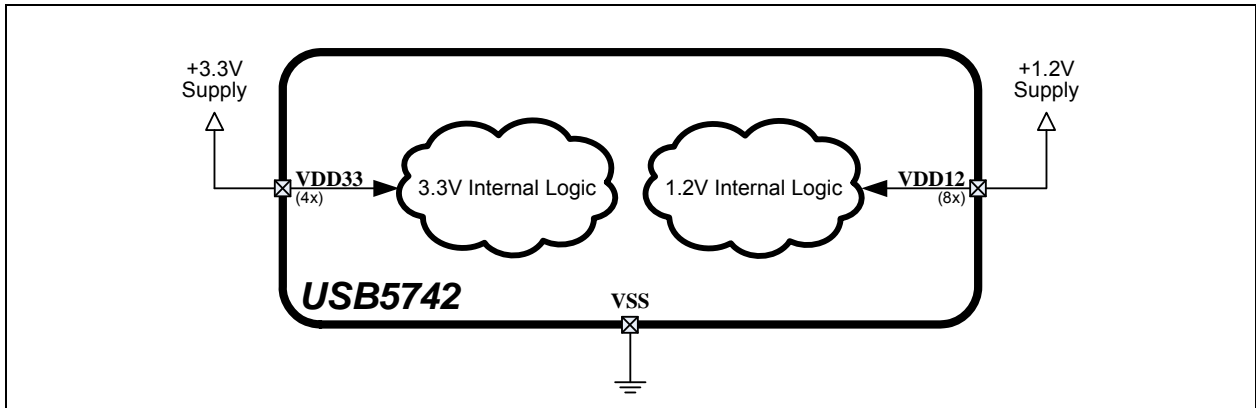 +3.3V
Supply
+1.2V
Supply
VDD33
(4x)
3.3V Internal Logic
1.2V Internal Logic
VDD12
(8x)
USB5742
VSS